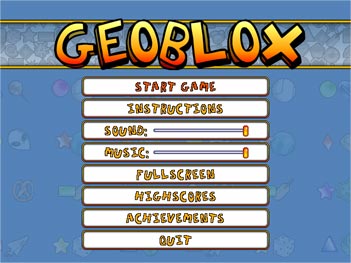 GEOBLOX
START GAME
INSTRUCTIONS
SOUND:
MUSIC:
FULLSCREEN
HIGHSCORES
ACHIEVEMENTS
QUIT